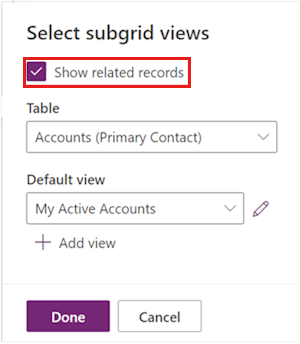 Select subgrid views
Show related records
Table
Accounts (Primary Contact)
Default view
My Active Accounts
Add view
Done Cancel